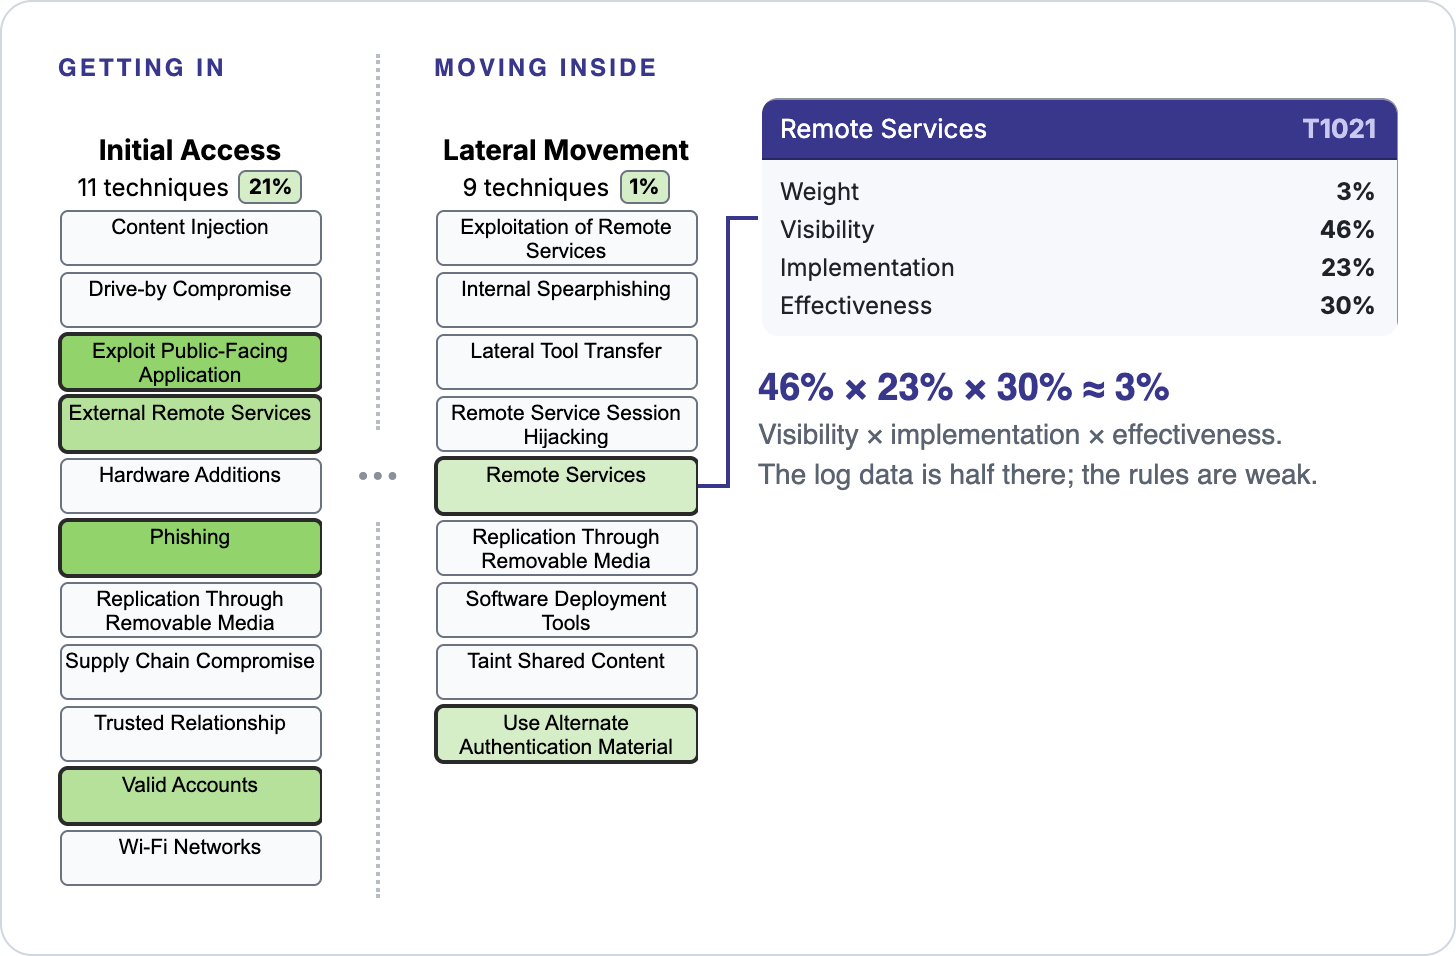 GETTING IN
Initial Access
11 techniques 21%
Content Injection
Drive-by Compromise
Exploit Public-Facing
Application
External Remote Services
Hardware Additions
Phishing
Replication Through
Removable Media
Supply Chain Compromise
Trusted Relationship
Valid Accounts
Wi-Fi Networks
MOVING INSIDE
Lateral Movement
9 techniques 1%
Exploitation of Remote
Services
Internal Spearphishing
Lateral Tool Transfer
Remote Service Session
Hijacking
Remote Services
Replication Through
Removable Media
Software Deployment
Tools
Taint Shared Content
Use Alternate
Authentication Material
Remote Services T1021
Weight 3%
Visibility 46%
Implementation 23%
Effectiveness 30%
46% × 23% × 30% ≈ 3%
Visibility × implementation × effectiveness.
The log data is half there; the rules are weak.